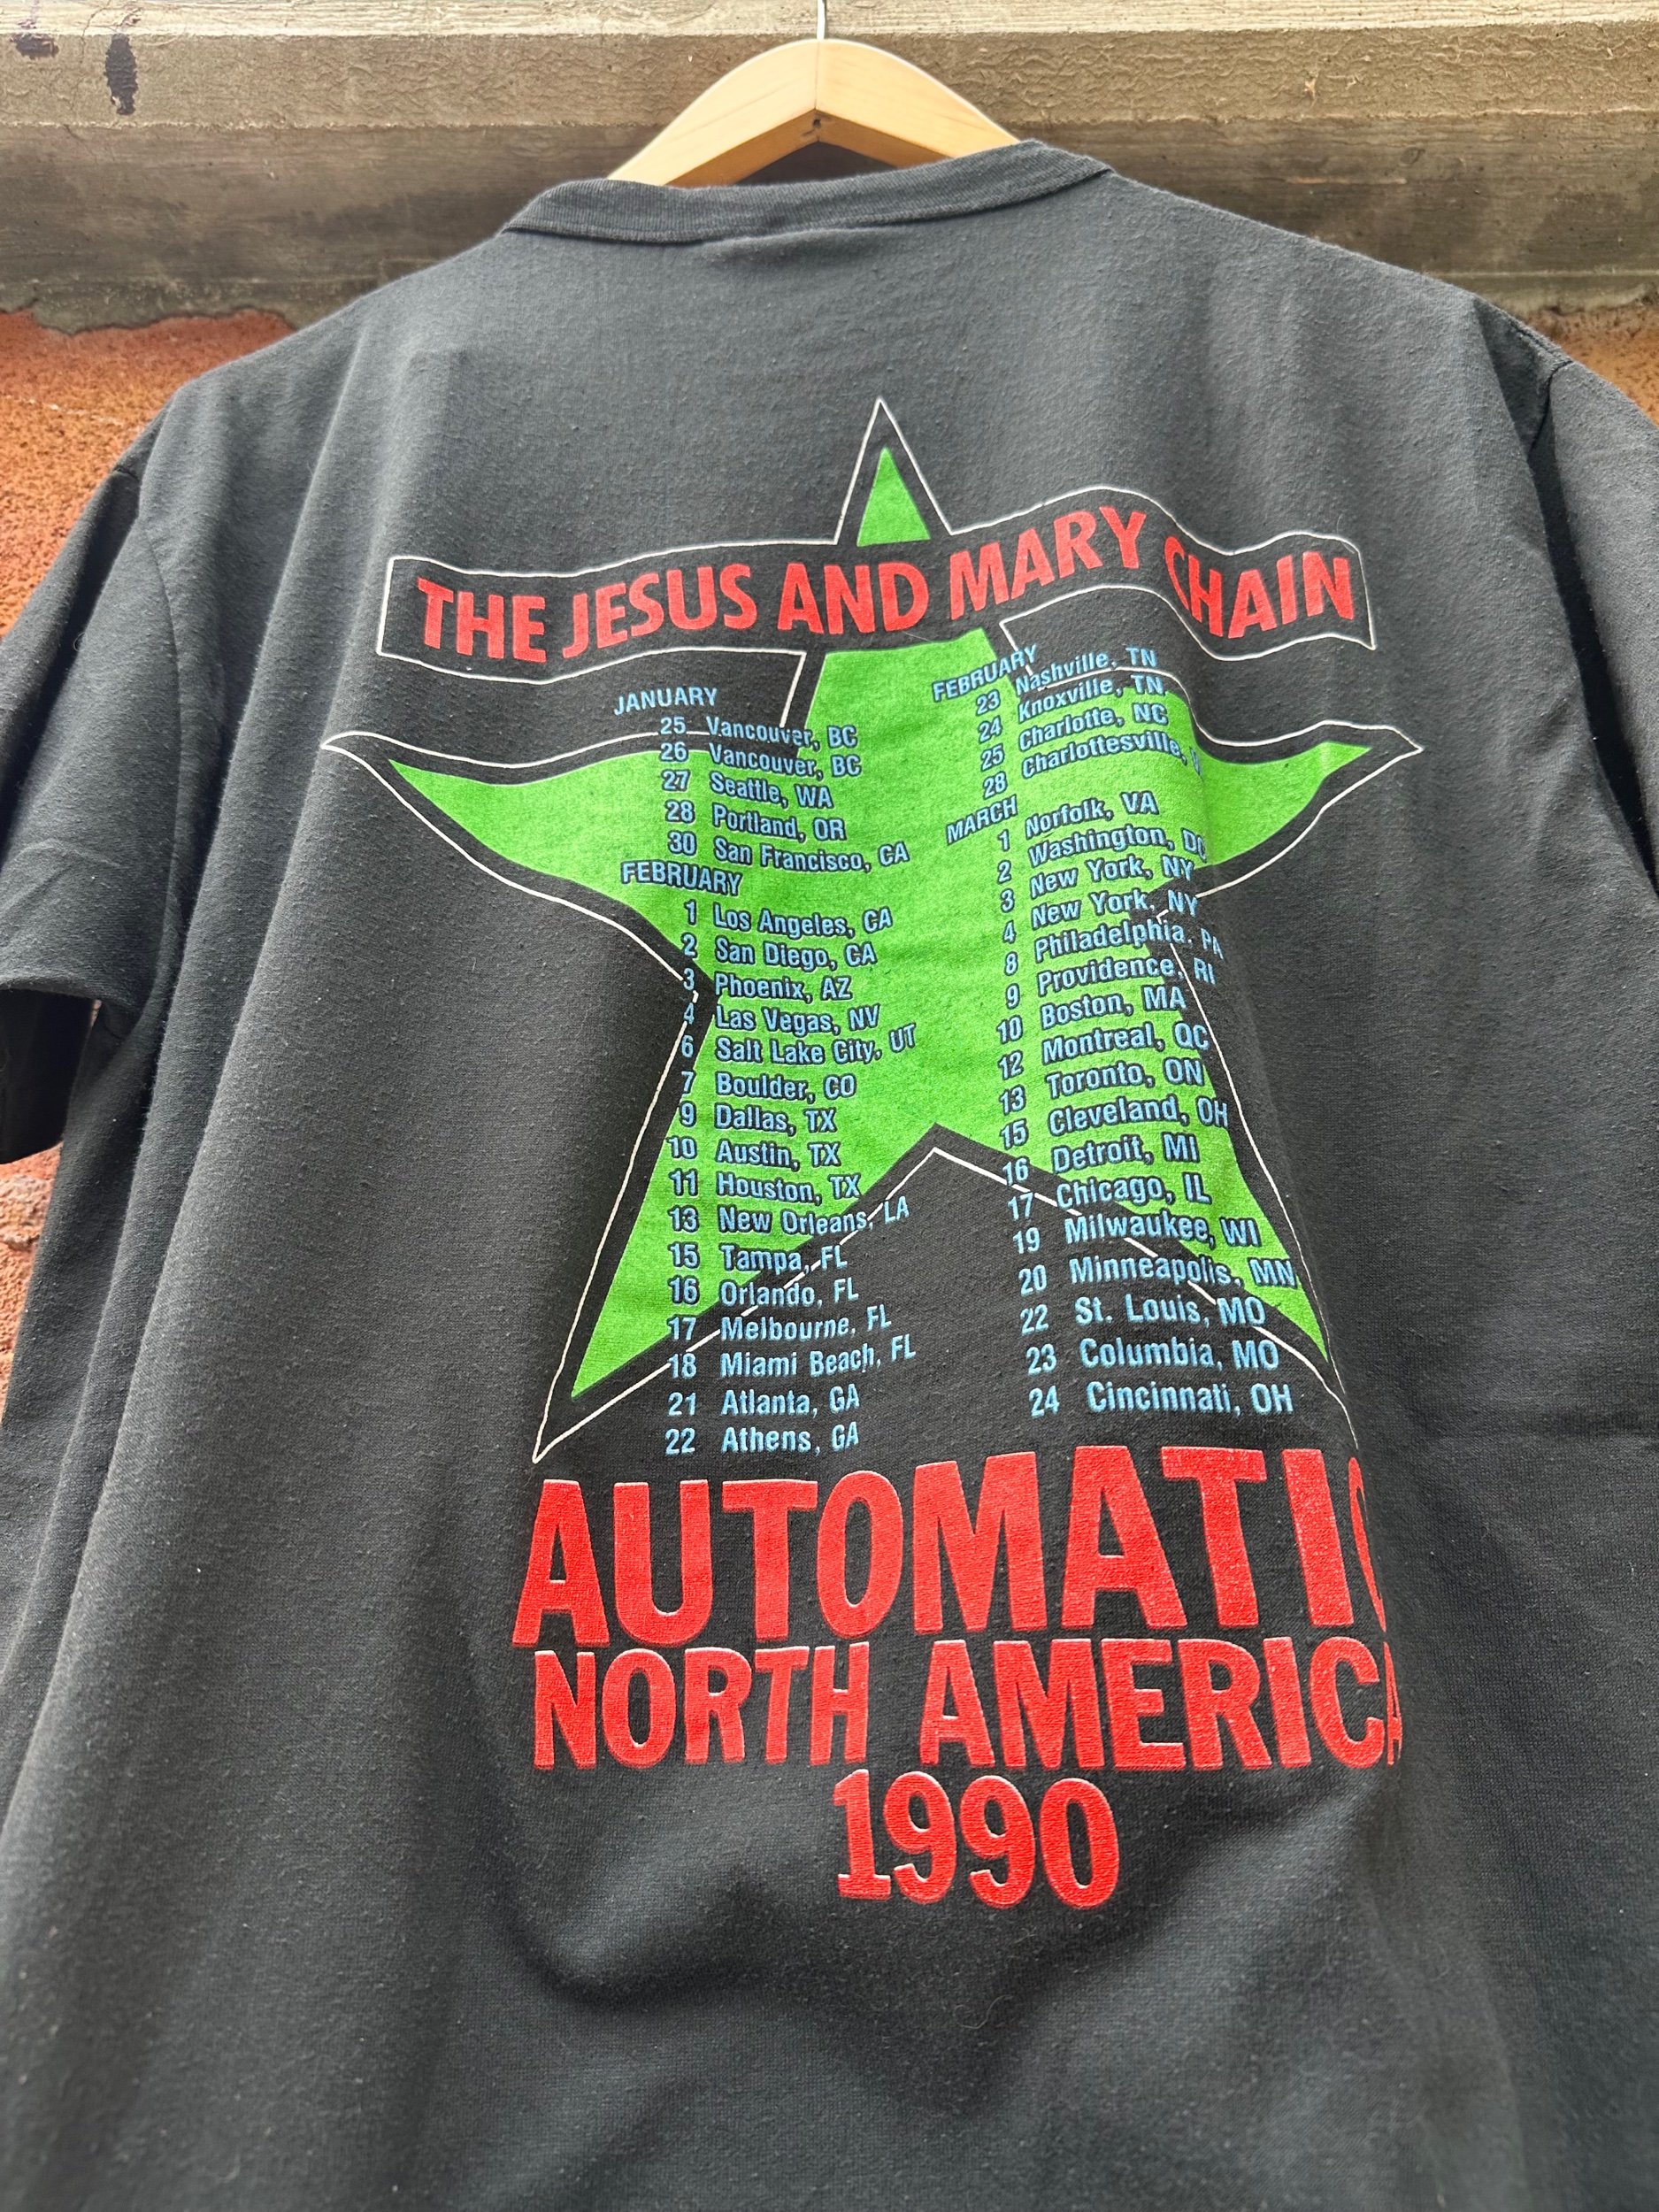 THE JESUS AND MARY CHAIN
JANUARY
25 Vancouver, BC
26 Vancouver, BC
27 Seattle, WA
28 Portland, OR
30 San Francisco, CA
FEBRUARY
1 Los Angeles, CA
2 San Diego, CA
3 Phoenix, AZ
4 Las Vegas, NV
6 Salt Lake City, UT
7 Boulder, CO
9 Dallas, TX
10 Austin, TX
11 Houston, TX
13 New Orleans, LA
15 Tampa, FL
16 Orlando, FL
17 Melbourne, FL
18 Miami Beach, FL
21 Atlanta, GA
22 Athens, GA
FEBRUARY
23 Nashville, TN
24 Knoxville, TN
25 Charlotte, NC
28 Charlottesville,
MARCH
1 Norfolk, VA
2 Washington, DC
3 New York, NY
4 New York, NY
8 Philadelphia, PA
9 Providence, RI
10 Boston, MA
12 Montreal, QC
13 Toronto, ON
15 Cleveland, OH
16 Detroit, MI
17 Chicago, IL
19 Milwaukee, WI
20 Minneapolis, MN
22 St. Louis, MO
23 Columbia, MO
24 Cincinnati, OH
AUTOMATIC
NORTH AMERICA
1990